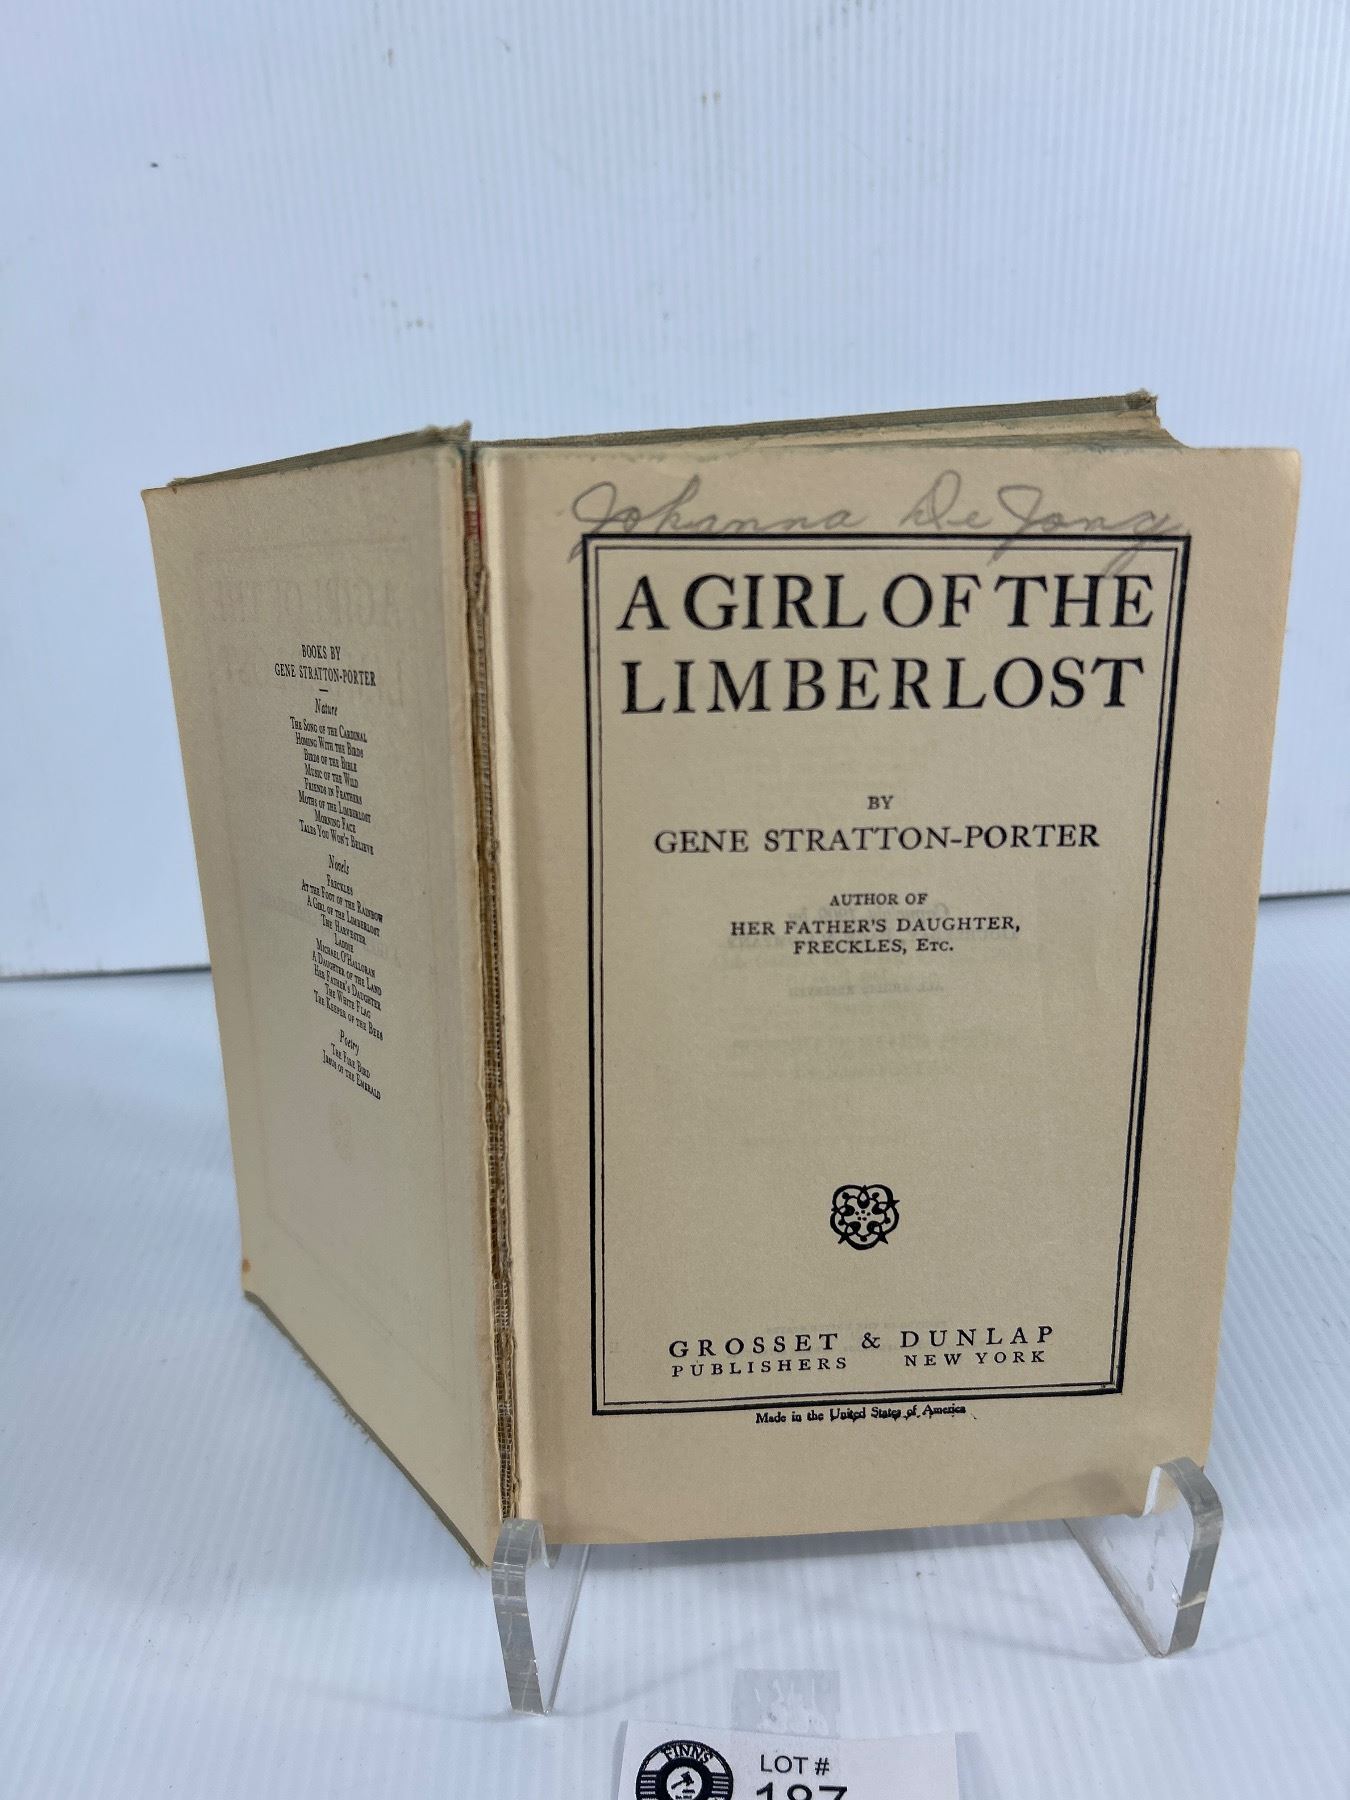 BOOKS BY
GENE STRATTON-PORTER
Nature
THE SONG OF THE CARDINAL
HOMING WITH THE BIRDS
BIRDS OF THE BIBLE
MUSIC OF THE WILD
FRIENDS IN FEATHERS
MOTHS OF THE LIMBERLOST
MORNING FACE
TALES YOU WON'T BELIEVE
Novels
FRECKLES
AT THE FOOT OF THE RAINBOW
A GIRL OF THE LIMBERLOST
THE HARVESTER
LADDIE
MICHAEL O'HALLORAN
A DAUGHTER OF THE LAND
HER FATHER'S DAUGHTER
THE WHITE FLAG
THE KEEPER OF THE BEES
Poetry
THE FIRE BIRD
JESUS OF THE EMERALD
Johanna De Jong
A GIRL OF THE
LIMBERLOST
BY
GENE STRATTON-PORTER
AUTHOR OF
HER FATHER'S DAUGHTER,
FRECKLES, ETC.
GROSSET & DUNLAP
PUBLISHERS NEW YORK
Made in the United States of America
FINNS
LOT #
187